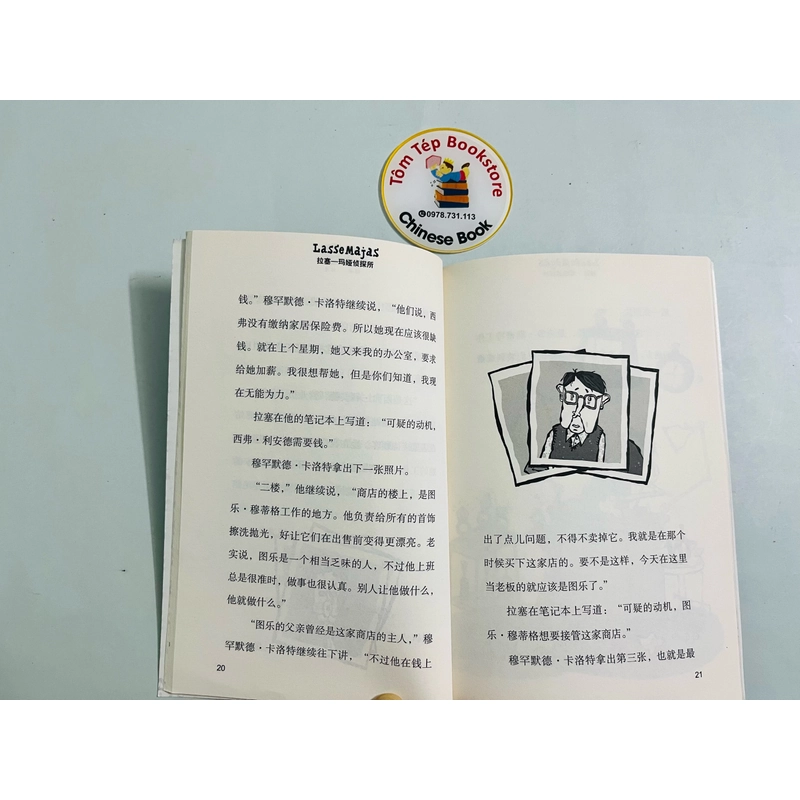 Tôm Tép Bookstore
0978.731.113
Chinese Book
LasseMajas
拉塞—玛娅侦探所
钱。”穆罕默德·卡洛特继续说，“他们说，西
弗没有缴纳家居保险费。所以她现在应该很缺
钱。就在上个星期，她又来我的办公室，要求
给她加薪。我很想帮她，但是你们知道，我现
在无能为力。”
拉塞在他的笔记本上写道：“可疑的动机，
西弗·利安德需要钱。”
穆罕默德·卡洛特拿出下一张照片。
“二楼，”他继续说，“商店的楼上，是图
乐·穆蒂格工作的地方。他负责给所有的首饰
擦洗抛光，好让它们在出售前变得更漂亮。老
实说，图乐是一个相当乏味的人，不过他上班
总是很准时，做事也很认真。别人让他做什么，
他就做什么。”
“图乐的父亲曾经是这家商店的主人，”穆
罕默德·卡洛特继续往下讲，“不过他在钱上
20
出了点儿问题，不得不卖掉它。我就是在那个
时候买下这家店的。要不是这样，今天在这里
当老板的就应该是图乐了。”
拉塞在笔记本上写道：“可疑的动机，图
乐·穆蒂格想要接管这家商店。”
穆罕默德·卡洛特拿出第三张，也就是最
21